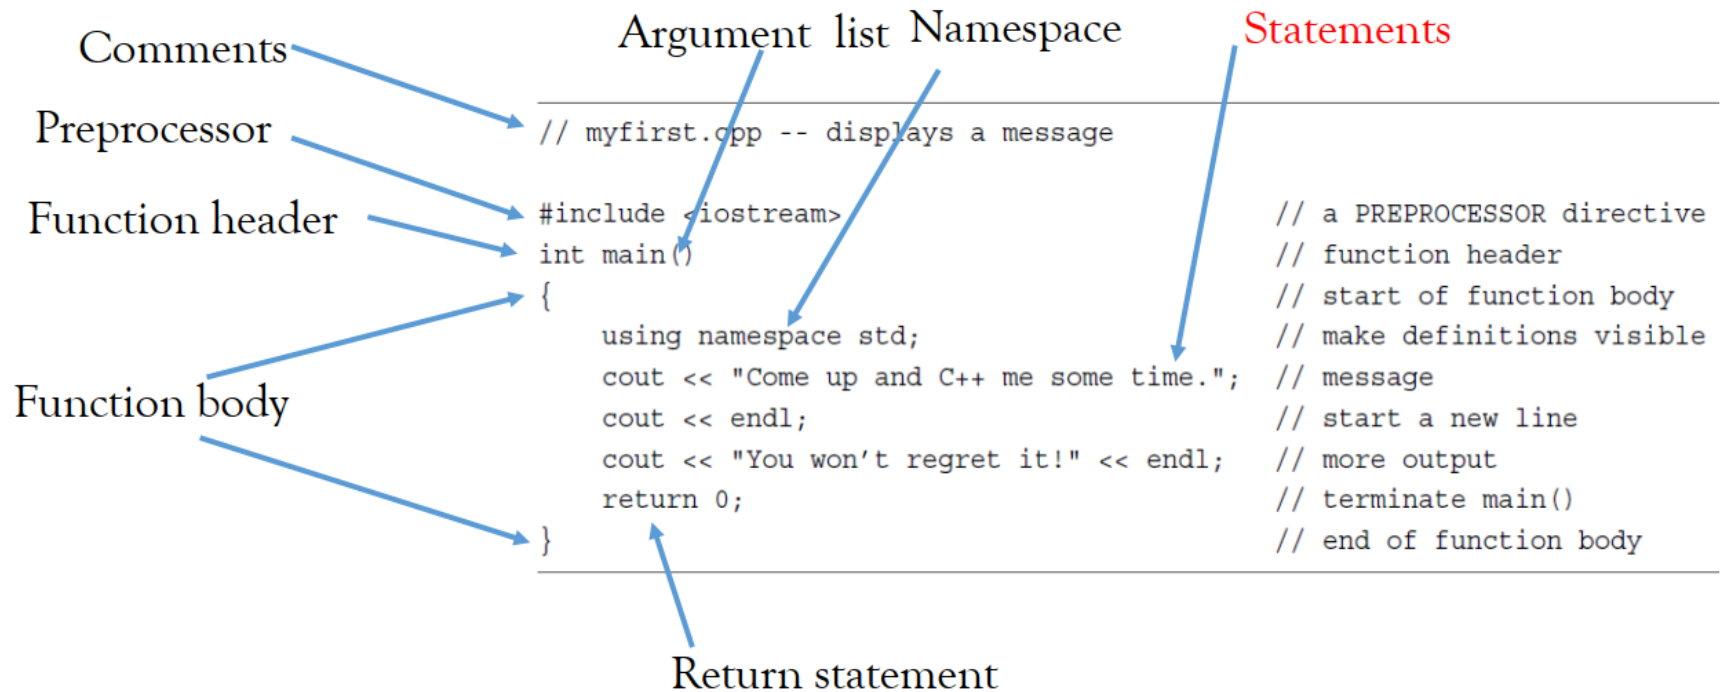 Comments
Argument list
Namespace
Statements
Preprocessor
Function header
Function body
// myfirst.cpp -- displays a message
#include <iostream> // a PREPROCESSOR directive
int main() // function header
{ // start of function body
using namespace std; // make definitions visible
cout << "Come up and C++ me some time."; // message
cout << endl; // start a new line
cout << "You won’t regret it!" << endl; // more output
return 0; // terminate main()
} // end of function body
Return statement